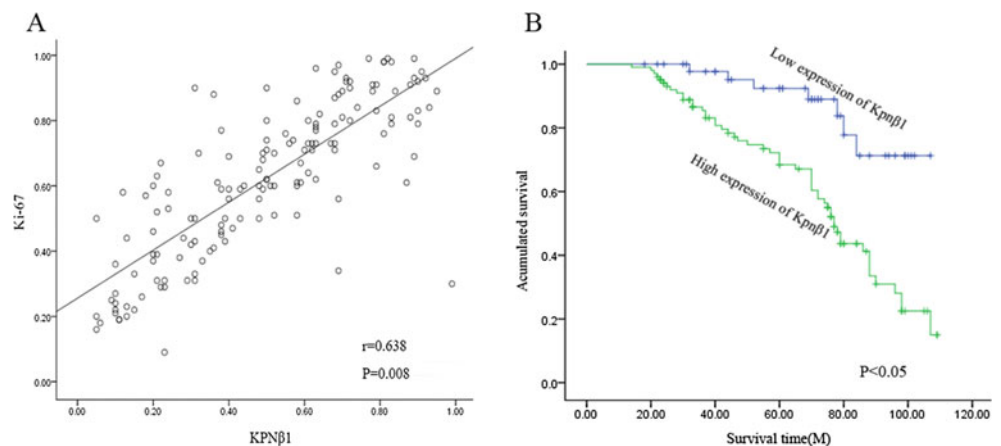 A
Ki-67
1.00
0.80
0.60
0.40
0.20
0.00
r=0.638
P=0.008
0.00 0.20 0.40 0.60 0.80 1.00
KPNβ1
B
Acumulated survival
1.0
0.8
0.6
0.4
0.2
0.0
Low expression of Kpnβ1
High expression of Kpnβ1
P<0.05
0.00 20.00 40.00 60.00 80.00 100.00 120.00
Survival time(M)